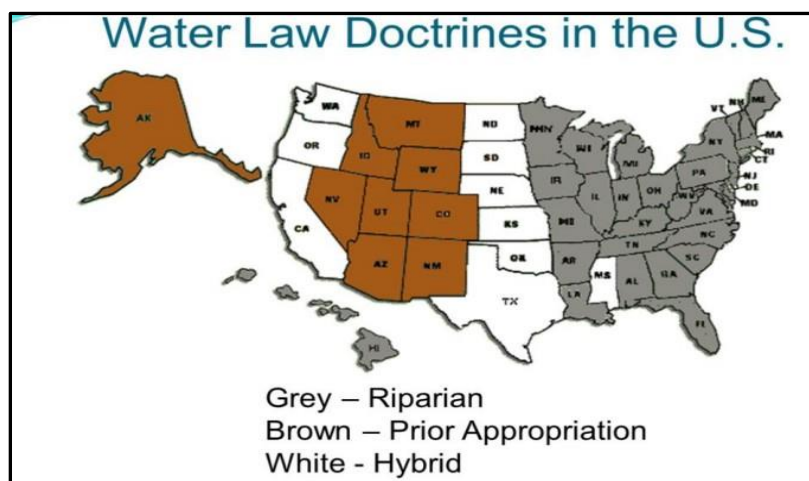 Water Law Doctrines in the U.S.
AK
WA
OR
CA
MT
ID
WY
NV
UT
CO
AZ
NM
ND
SD
NE
KS
OK
TX
MN
WI
MI
IL
IN
OH
KY
TN
AR
LA
MS
AL
GA
FL
SC
NC
VA
WV
PA
NY
VT
NH
ME
MA
RI
CT
NJ
DE
MD
HI
Grey – Riparian
Brown – Prior Appropriation
White - Hybrid